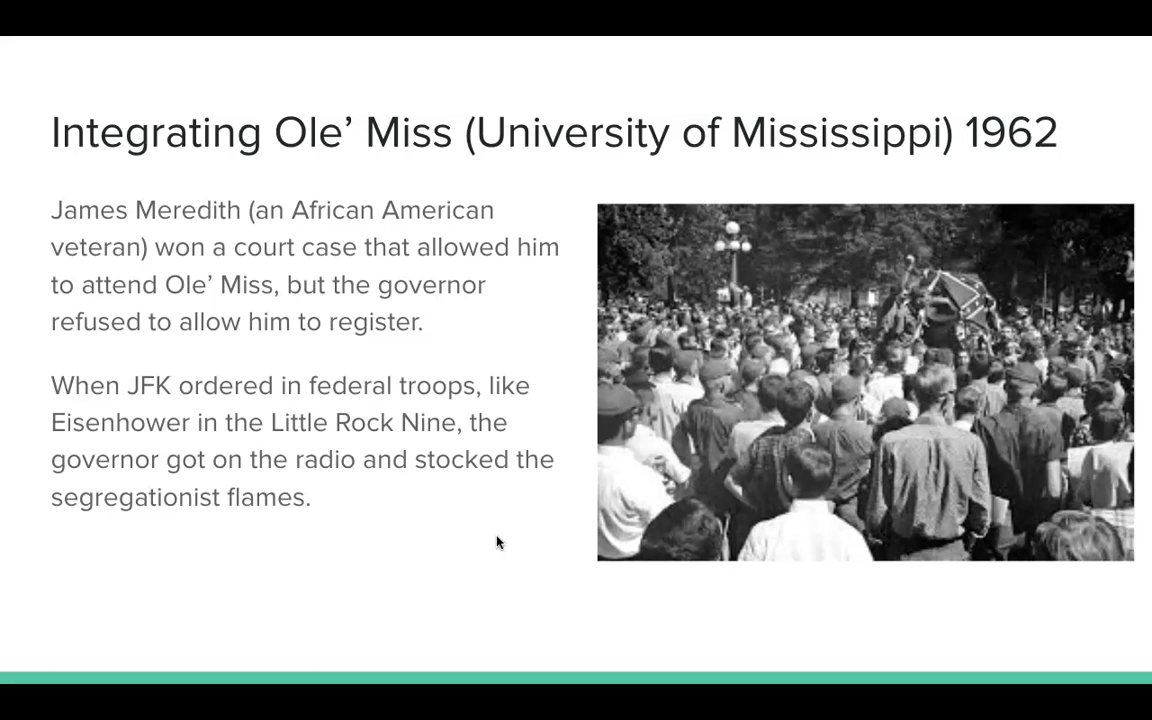 Integrating Ole’ Miss (University of Mississippi) 1962
James Meredith (an African American
veteran) won a court case that allowed him
to attend Ole’ Miss, but the governor
refused to allow him to register.
When JFK ordered in federal troops, like
Eisenhower in the Little Rock Nine, the
governor got on the radio and stocked the
segregationist flames.